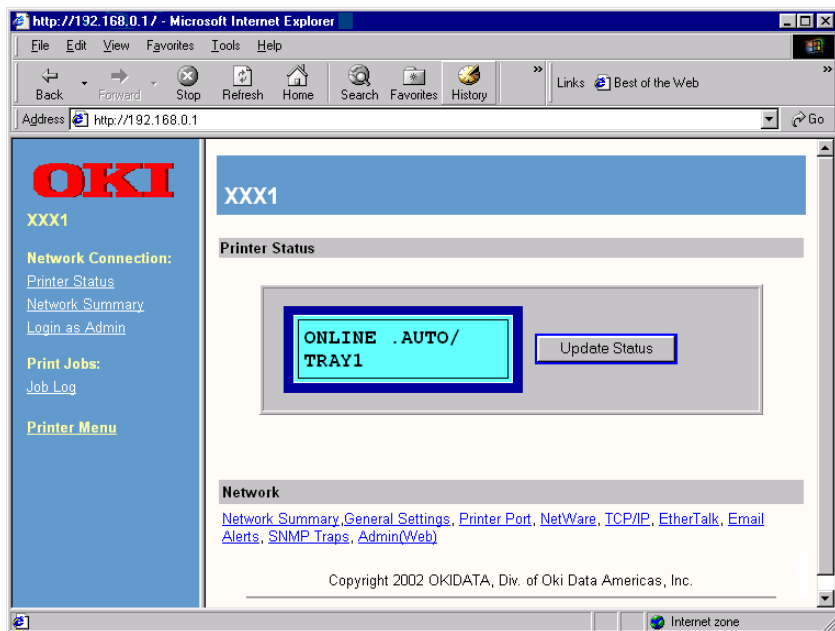 http://192.168.0.1/ - Microsoft Internet Explorer
File Edit View Favorites Tools Help
Back Forward Stop Refresh Home Search Favorites History » Links Best of the Web »
Address http://192.168.0.1 Go
OKI
XXX1
Network Connection:
Printer Status
Network Summary
Login as Admin
Print Jobs:
Job Log
Printer Menu
XXX1
Printer Status
ONLINE .AUTO/
TRAY1
Update Status
Network
Network Summary,General Settings, Printer Port, NetWare, TCP/IP, EtherTalk, Email
Alerts, SNMP Traps, Admin(Web)
Copyright 2002 OKIDATA, Div. of Oki Data Americas, Inc.
Internet zone